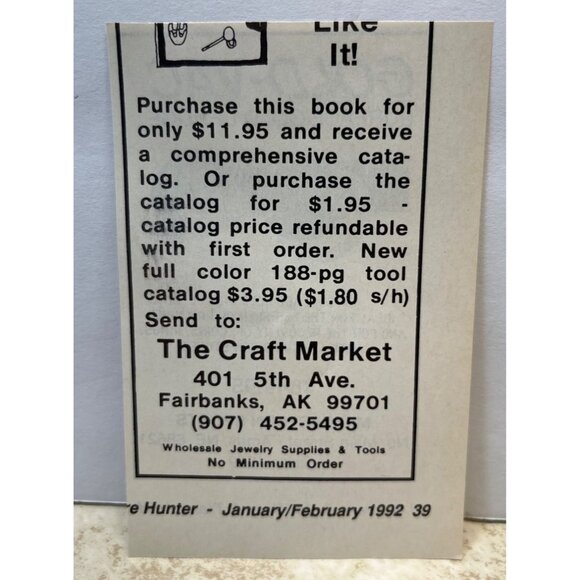 Like
It!
Purchase this book for
only $11.95 and receive
a comprehensive cata-
log. Or purchase the
catalog for $1.95 -
catalog price refundable
with first order. New
full color 188-pg tool
catalog $3.95 ($1.80 s/h)
Send to:
The Craft Market
401 5th Ave.
Fairbanks, AK 99701
(907) 452-5495
Wholesale Jewelry Supplies & Tools
No Minimum Order
e Hunter - January/February 1992 39